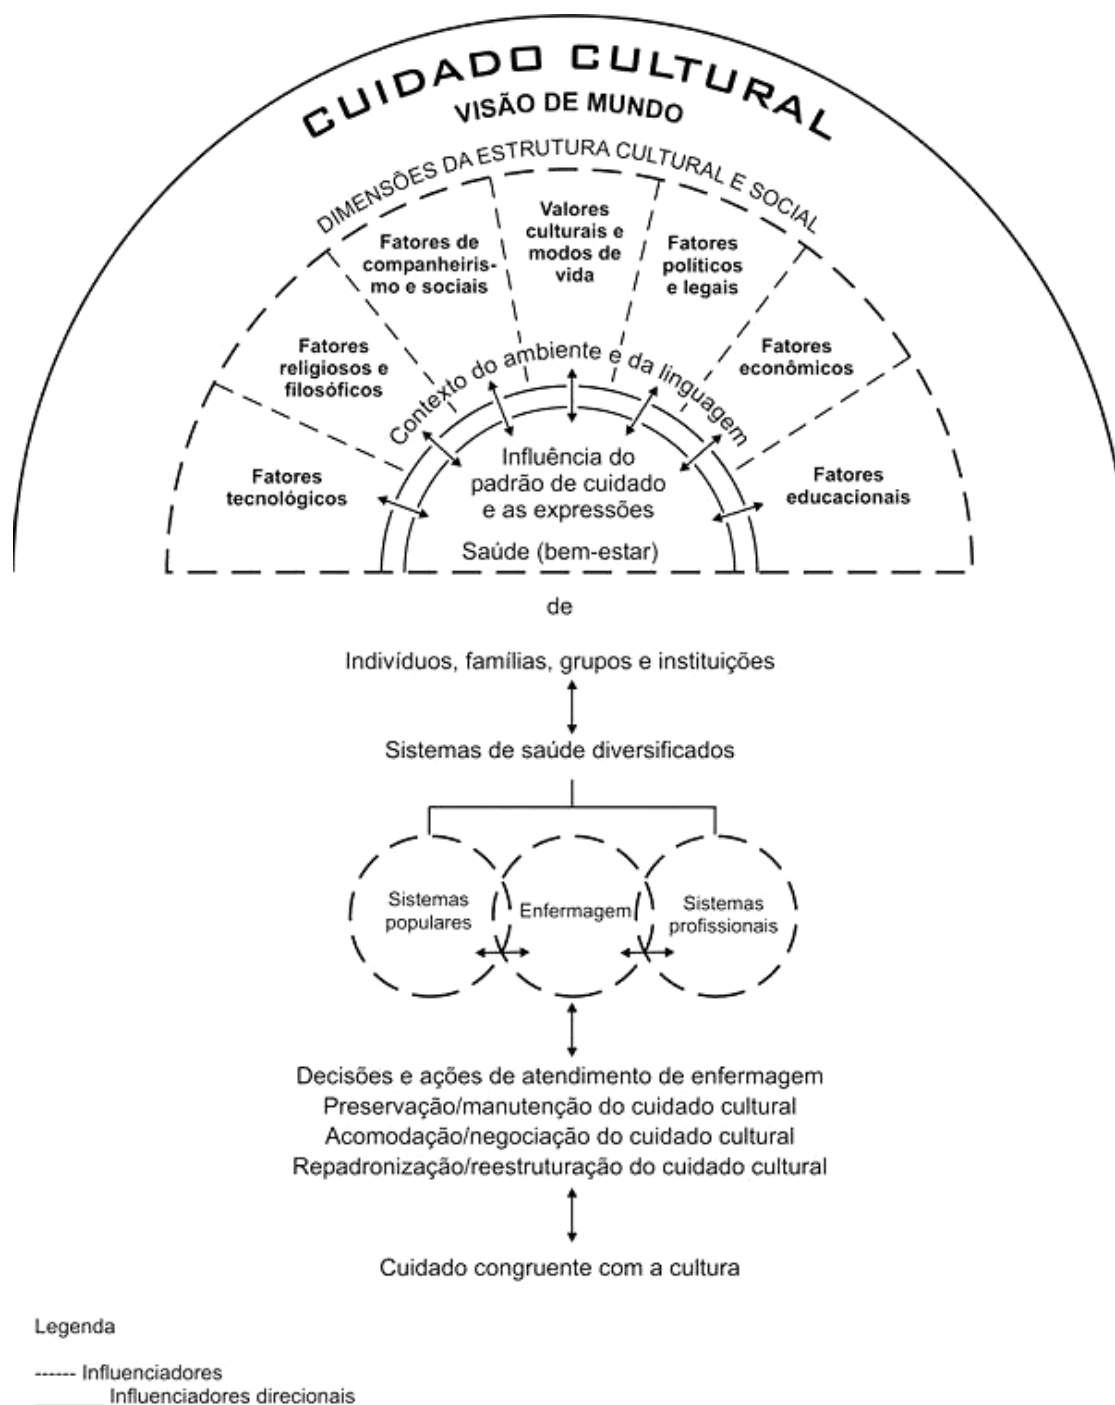 CUIDADO CULTURAL
VISÃO DE MUNDO
DIMENSÕES DA ESTRUTURA CULTURAL E SOCIAL
Fatores
tecnológicos
Fatores
religiosos e
filosóficos
Fatores de
companheiris-
mo e sociais
Valores
culturais e
modos de
vida
Fatores
políticos
e legais
Fatores
econômicos
Fatores
educacionais
Contexto do ambiente e da linguagem
Influência do
padrão de cuidado
e as expressões
Saúde (bem-estar)
de
Indivíduos, famílias, grupos e instituições
Sistemas de saúde diversificados
Sistemas
populares
Enfermagem
Sistemas
profissionais
Decisões e ações de atendimento de enfermagem
Preservação/manutenção do cuidado cultural
Acomodação/negociação do cuidado cultural
Repadronização/reestruturação do cuidado cultural
Cuidado congruente com a cultura
Legenda
------ Influenciadores
_______ Influenciadores direcionais